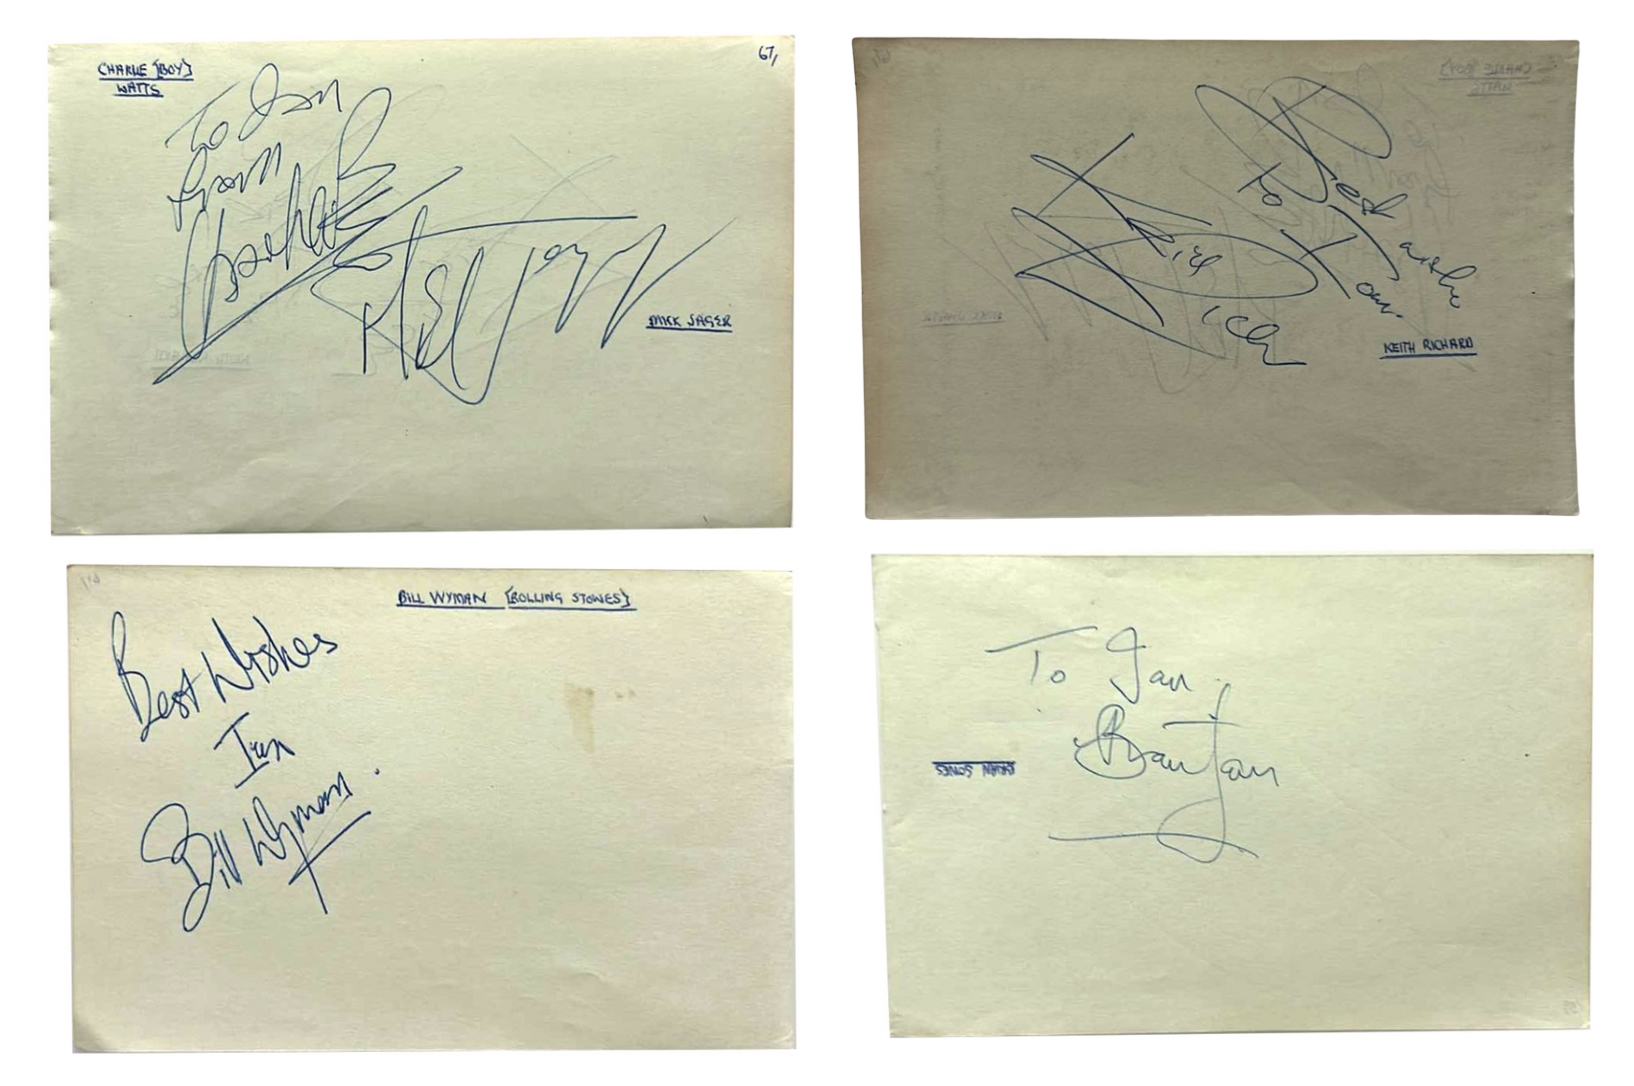 CHARLIE {BOY}
WATTS
67/
To Ian
from
Charlie
MICK JAGER
Best wishes
To Ian.
Keith
KEITH RICHARD
BILL WYMAN {ROLLING STONES}
Best Wishes
Ian
Bill Wyman.
To Ian.
BRIAN JONES